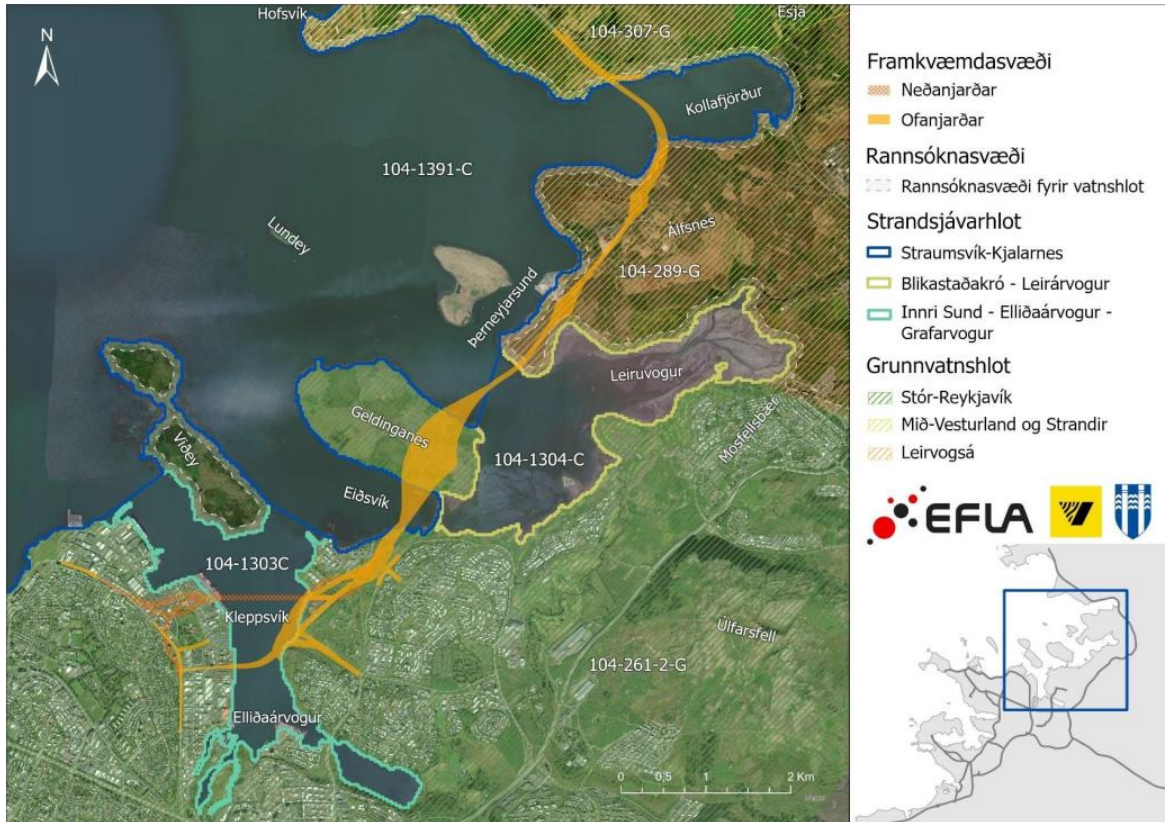 Hofsvík
Esja
104-307-G
N
Kollafjörður
104-1391-C
Lundey
Álfsnes
104-289-G
Þerneyjarsund
Leiruvogur
Geldinganes
Mosfellsbær
Viðey
104-1304-C
Eiðsvík
104-1303C
Kleppsvík
Úlfarsfell
104-261-2-G
Elliðaárvogur
0 0,5 1 2 Km
Framkvæmdasvæði
Neðanjarðar
Ofanjarðar
Rannsóknasvæði
Rannsóknasvæði fyrir vatnshlot
Strandsjávarhlot
Straumsvík-Kjalarnes
Blikastaðakró - Leirárvogur
Innri Sund - Elliðaárvogur -
Grafarvogur
Grunnvatnshlot
Stór-Reykjavík
Mið-Vesturland og Strandir
Leirvogsá
EFLA